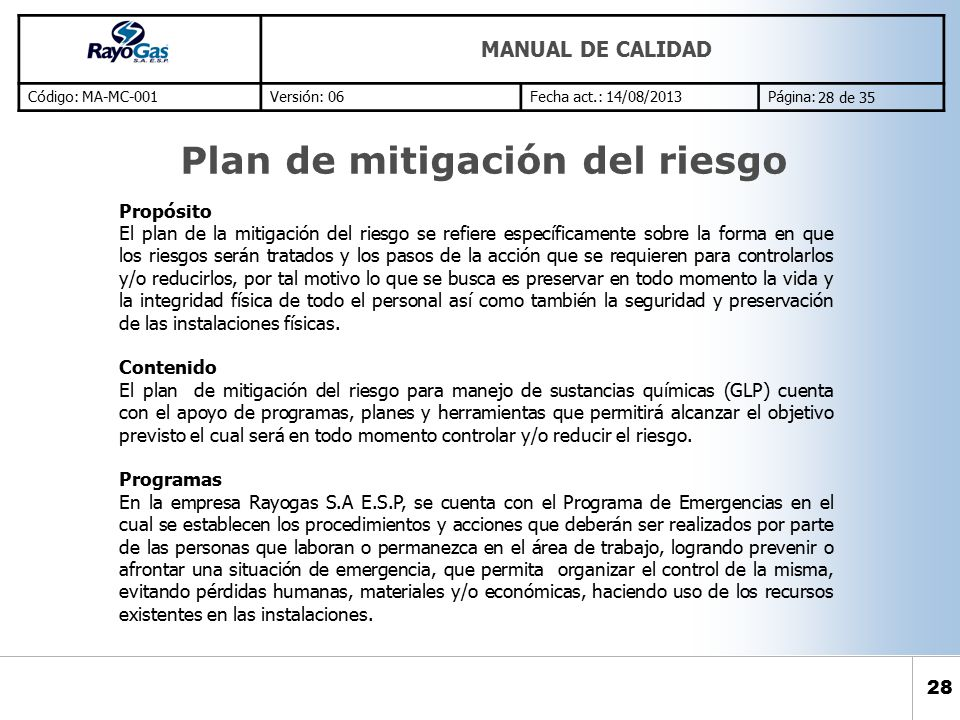 RayoGas
S.A. E.S.P.
MANUAL DE CALIDAD
Código: MA-MC-001
Versión: 06
Fecha act.: 14/08/2013
Página: 28 de 35
Plan de mitigación del riesgo
Propósito
El plan de la mitigación del riesgo se refiere específicamente sobre la forma en que
los riesgos serán tratados y los pasos de la acción que se requieren para controlarlos
y/o reducirlos, por tal motivo lo que se busca es preservar en todo momento la vida y
la integridad física de todo el personal así como también la seguridad y preservación
de las instalaciones físicas.
Contenido
El plan de mitigación del riesgo para manejo de sustancias químicas (GLP) cuenta
con el apoyo de programas, planes y herramientas que permitirá alcanzar el objetivo
previsto el cual será en todo momento controlar y/o reducir el riesgo.
Programas
En la empresa Rayogas S.A E.S.P, se cuenta con el Programa de Emergencias en el
cual se establecen los procedimientos y acciones que deberán ser realizados por parte
de las personas que laboran o permanezca en el área de trabajo, logrando prevenir o
afrontar una situación de emergencia, que permita organizar el control de la misma,
evitando pérdidas humanas, materiales y/o económicas, haciendo uso de los recursos
existentes en las instalaciones.
28